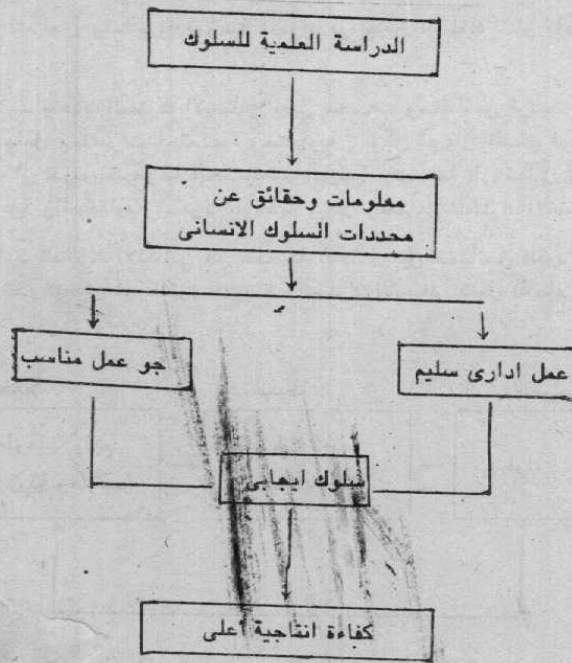 الدراسة العلمية للسلوك
معلومات وحقائق عن
محددات السلوك الانسانى
عمل ادارى سليم
جو عمل مناسب
سلوك ايجابى
كفاءة انتاجية اعلى